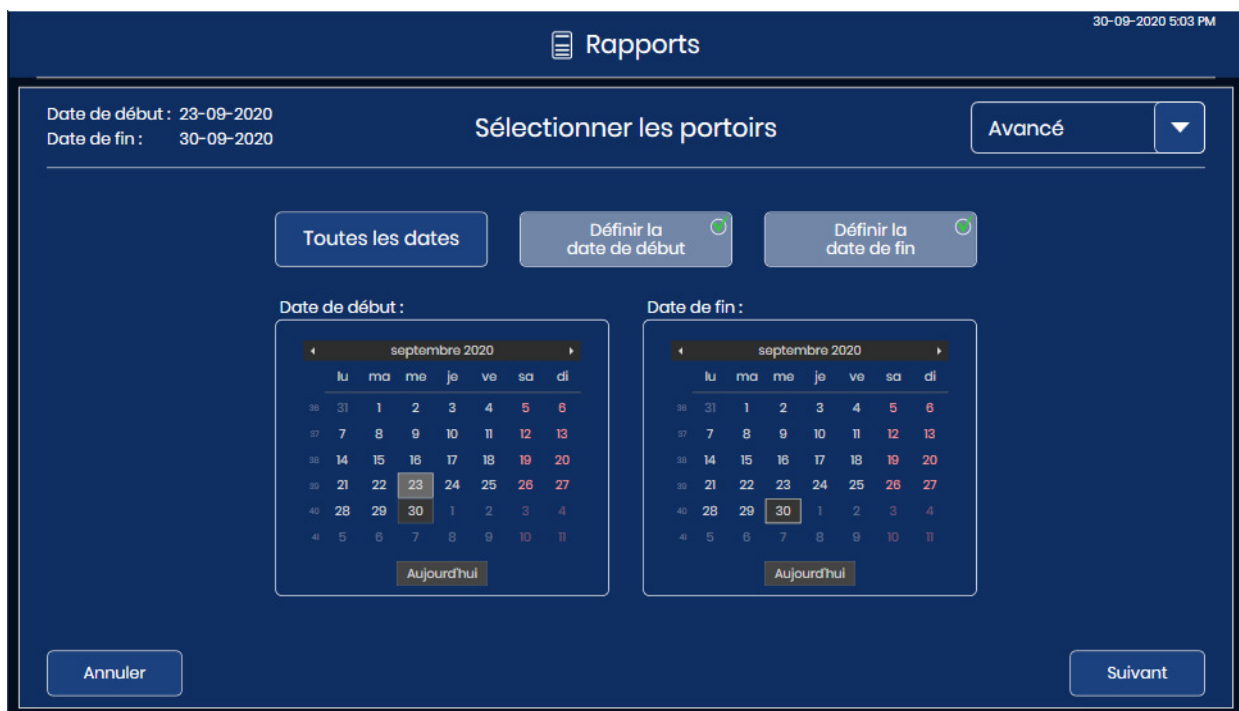 30-09-2020 5:03 PM
Rapports
Date de début : 23-09-2020
Date de fin : 30-09-2020
Sélectionner les portoirs
Avancé
Toutes les dates
Définir la
date de début
Définir la
date de fin
Date de début :
septembre 2020
lu ma me je ve sa di
36 31 1 2 3 4 5 6
37 7 8 9 10 11 12 13
38 14 15 16 17 18 19 20
39 21 22 23 24 25 26 27
40 28 29 30 1 2 3 4
41 5 6 7 8 9 10 11
Aujourd'hui
Date de fin :
septembre 2020
lu ma me je ve sa di
36 31 1 2 3 4 5 6
37 7 8 9 10 11 12 13
38 14 15 16 17 18 19 20
39 21 22 23 24 25 26 27
40 28 29 30 1 2 3 4
41 5 6 7 8 9 10 11
Aujourd'hui
Annuler
Suivant